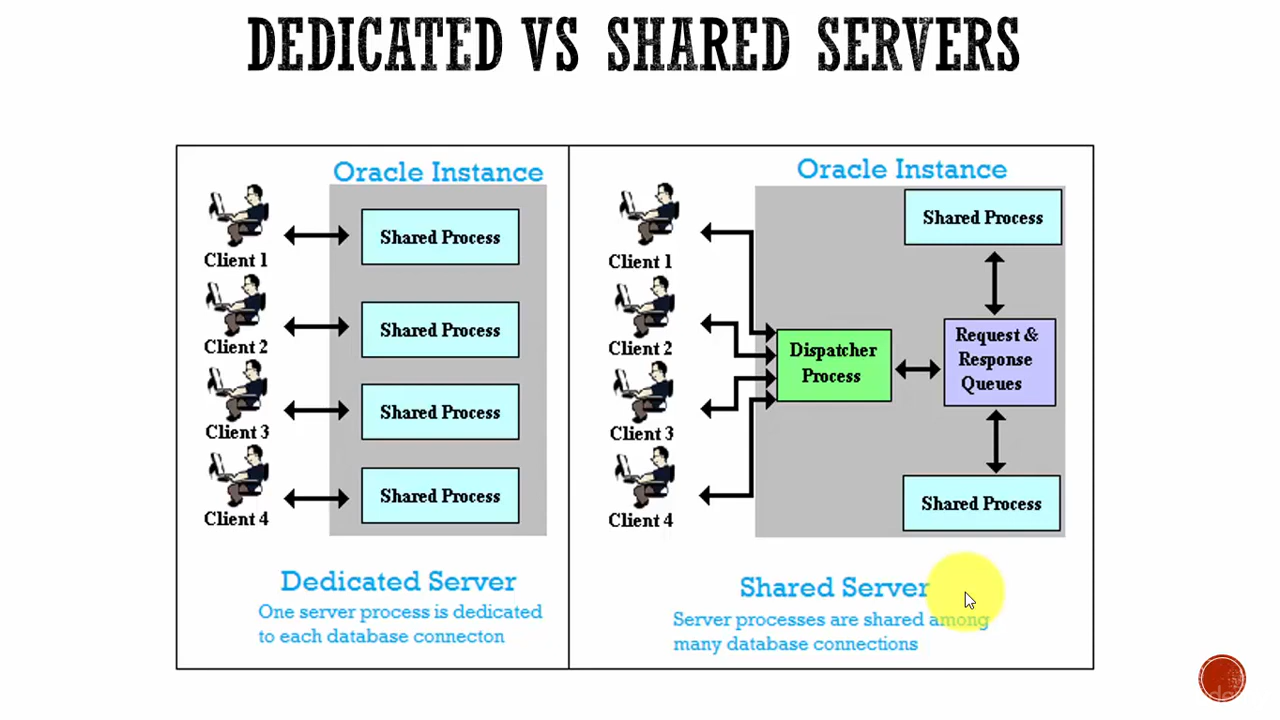 DEDICATED VS SHARED SERVERS
Oracle Instance
Client 1
Shared Process
Client 2
Shared Process
Client 3
Shared Process
Client 4
Shared Process
Dedicated Server
One server process is dedicated
to each database connecton
Oracle Instance
Client 1
Client 2
Client 3
Client 4
Dispatcher
Process
Shared Process
Request &
Response
Queues
Shared Process
Shared Server
Server processes are shared among
many database connections